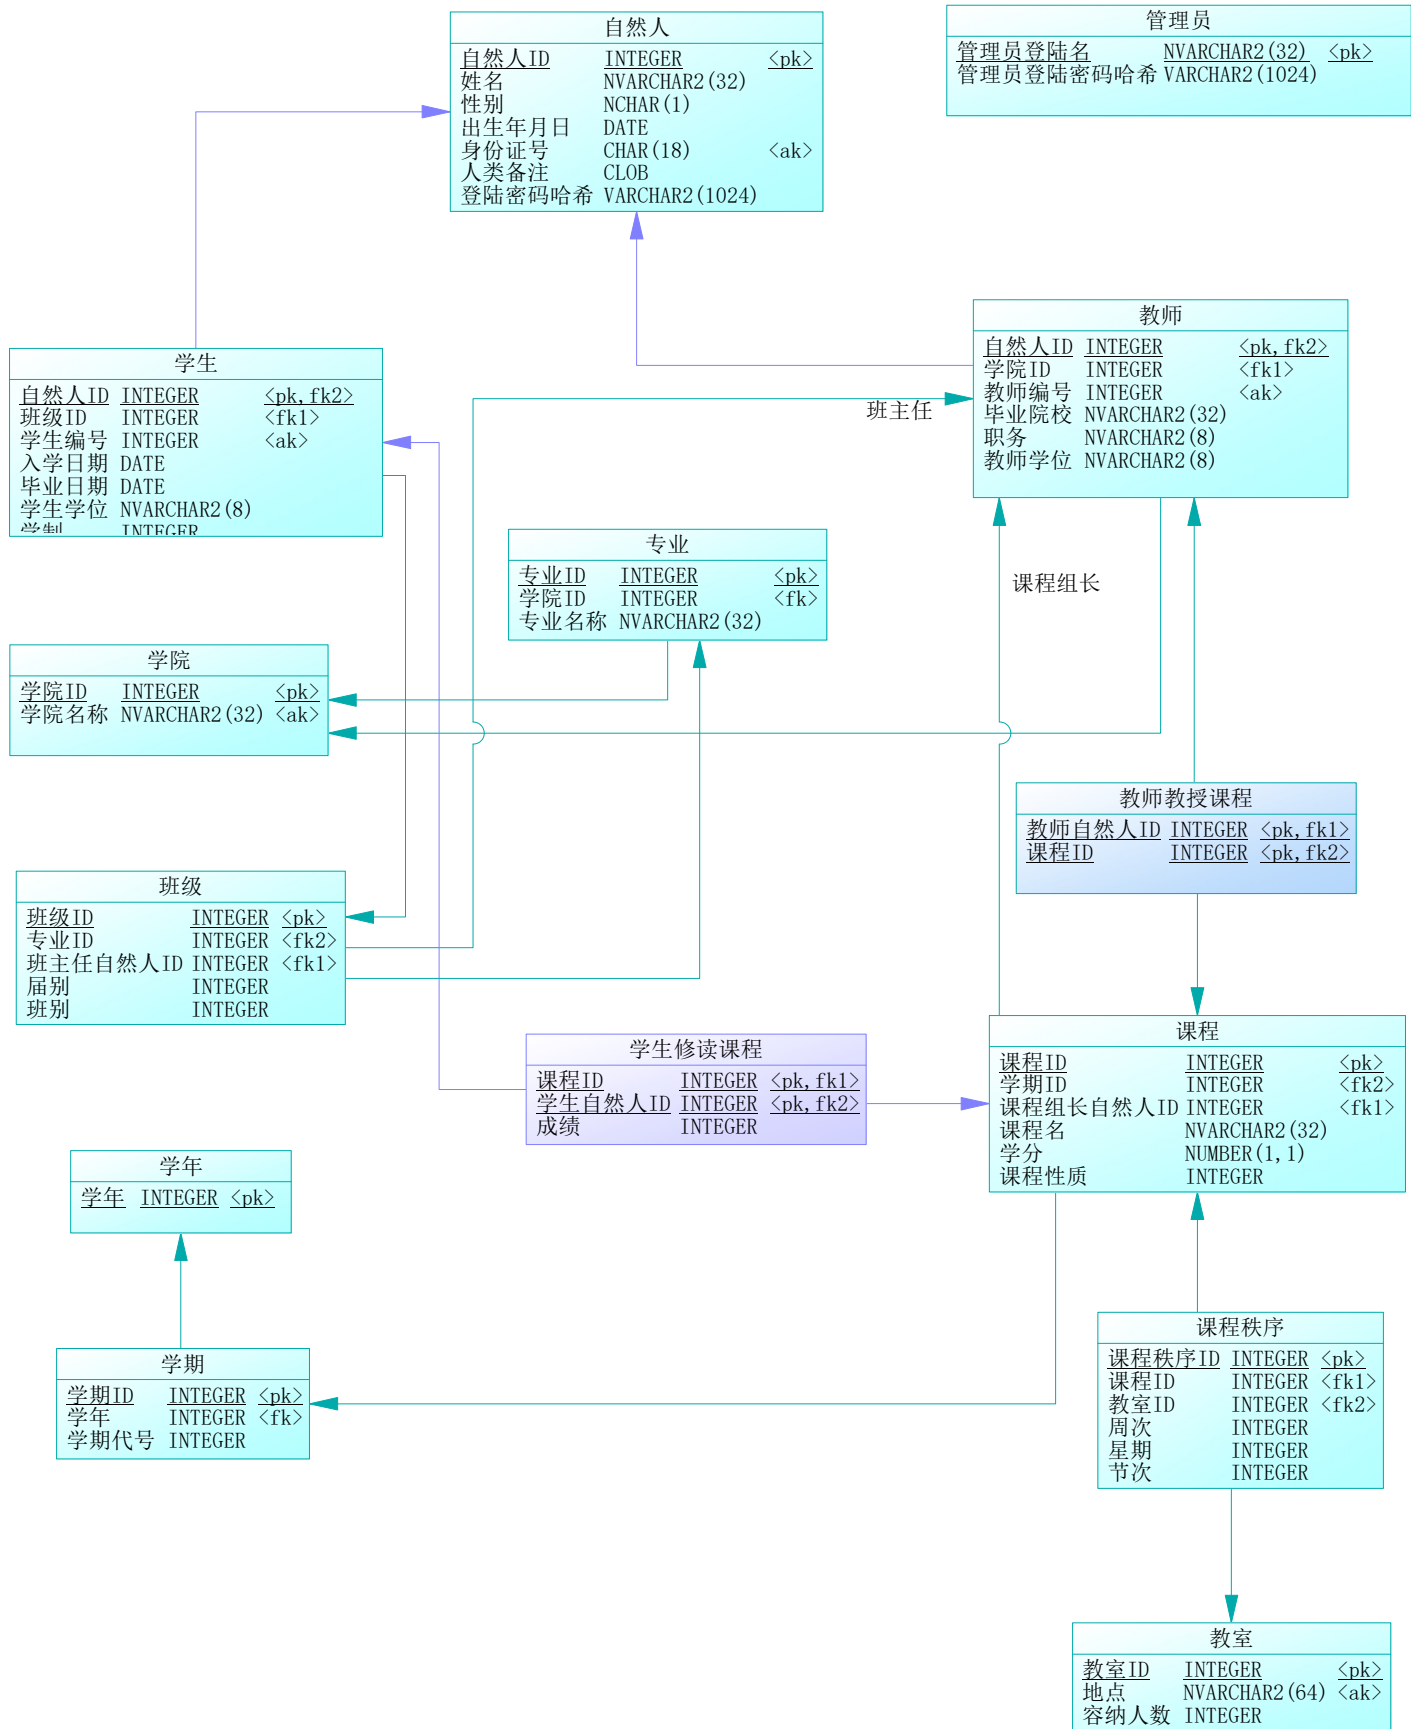 自然人
自然人ID INTEGER <pk>
姓名 NVARCHAR2(32)
性别 NCHAR(1)
出生年月日 DATE
身份证号 CHAR(18) <ak>
人类备注 CLOB
登陆密码哈希 VARCHAR2(1024)
管理员
管理员登陆名 NVARCHAR2(32) <pk>
管理员登陆密码哈希 VARCHAR2(1024)
教师
自然人ID INTEGER <pk,fk2>
学院ID INTEGER <fk1>
教师编号 INTEGER <ak>
毕业院校 NVARCHAR2(32)
职务 NVARCHAR2(8)
教师学位 NVARCHAR2(8)
学生
自然人ID INTEGER <pk,fk2>
班级ID INTEGER <fk1>
学生编号 INTEGER <ak>
入学日期 DATE
毕业日期 DATE
学生学位 NVARCHAR2(8)
学制 INTEGER
班主任
专业
专业ID INTEGER <pk>
学院ID INTEGER <fk>
专业名称 NVARCHAR2(32)
课程组长
学院
学院ID INTEGER <pk>
学院名称 NVARCHAR2(32) <ak>
教师教授课程
教师自然人ID INTEGER <pk,fk1>
课程ID INTEGER <pk,fk2>
班级
班级ID INTEGER <pk>
专业ID INTEGER <fk2>
班主任自然人ID INTEGER <fk1>
届别 INTEGER
班别 INTEGER
学生修读课程
课程ID INTEGER <pk,fk1>
学生自然人ID INTEGER <pk,fk2>
成绩 INTEGER
课程
课程ID INTEGER <pk>
学期ID INTEGER <fk2>
课程组长自然人ID INTEGER <fk1>
课程名 NVARCHAR2(32)
学分 NUMBER(1,1)
课程性质 INTEGER
学年
学年 INTEGER <pk>
学期
学期ID INTEGER <pk>
学年 INTEGER <fk>
学期代号 INTEGER
课程秩序
课程秩序ID INTEGER <pk>
课程ID INTEGER <fk1>
教室ID INTEGER <fk2>
周次 INTEGER
星期 INTEGER
节次 INTEGER
教室
教室ID INTEGER <pk>
地点 NVARCHAR2(64) <ak>
容纳人数 INTEGER